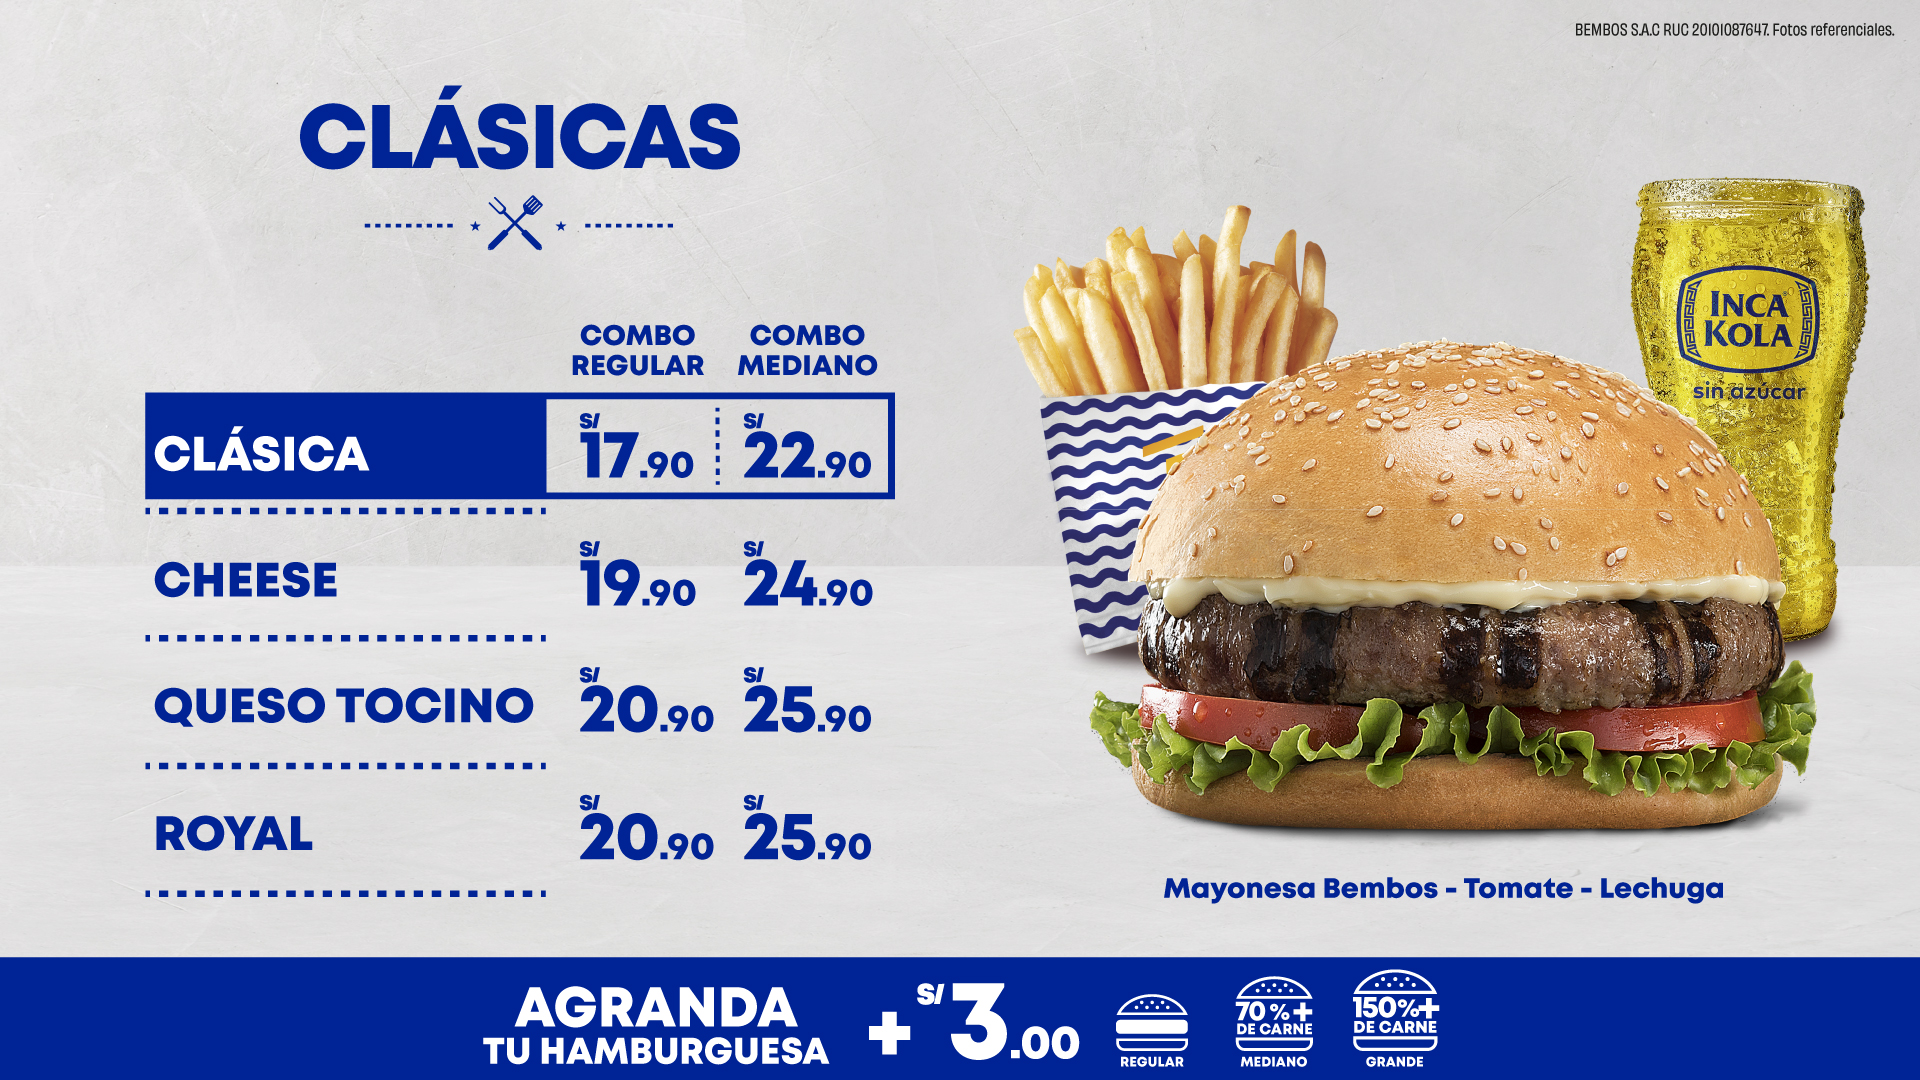 BEMBOS S.A.C RUC 20101087647. Fotos referenciales.
CLÁSICAS
COMBO REGULAR
COMBO MEDIANO
CLÁSICA S/17.90 S/22.90
CHEESE S/19.90 S/24.90
QUESO TOCINO S/20.90 S/25.90
ROYAL S/20.90 S/25.90
INCA
KOLA
sin azúcar
Mayonesa Bembos - Tomate - Lechuga
AGRANDA
TU HAMBURGUESA
+ S/3.00
REGULAR
70%+
DE CARNE
MEDIANO
150%+
DE CARNE
GRANDE